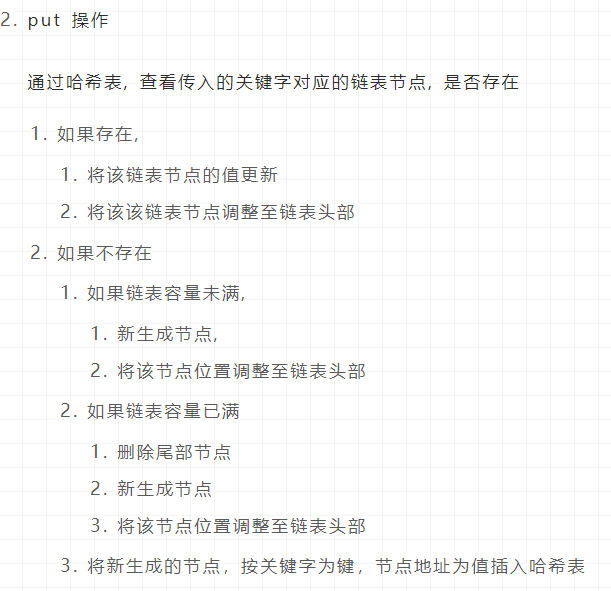 2. put 操作
通过哈希表，查看传入的关键字对应的链表节点，是否存在
1. 如果存在,
1. 将该链表节点的值更新
2. 将该该链表节点调整至链表头部
2. 如果不存在
1. 如果链表容量未满,
1. 新生成节点,
2. 将该节点位置调整至链表头部
2. 如果链表容量已满
1. 删除尾部节点
2. 新生成节点
3. 将该节点位置调整至链表头部
3. 将新生成的节点，按关键字为键，节点地址为值插入哈希表